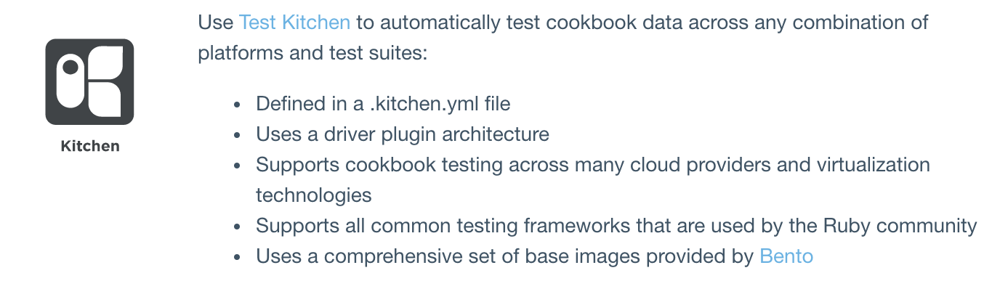 Use Test Kitchen to automatically test cookbook data across any combination of
platforms and test suites:
Kitchen
• Defined in a .kitchen.yml file
• Uses a driver plugin architecture
• Supports cookbook testing across many cloud providers and virtualization
technologies
• Supports all common testing frameworks that are used by the Ruby community
• Uses a comprehensive set of base images provided by Bento